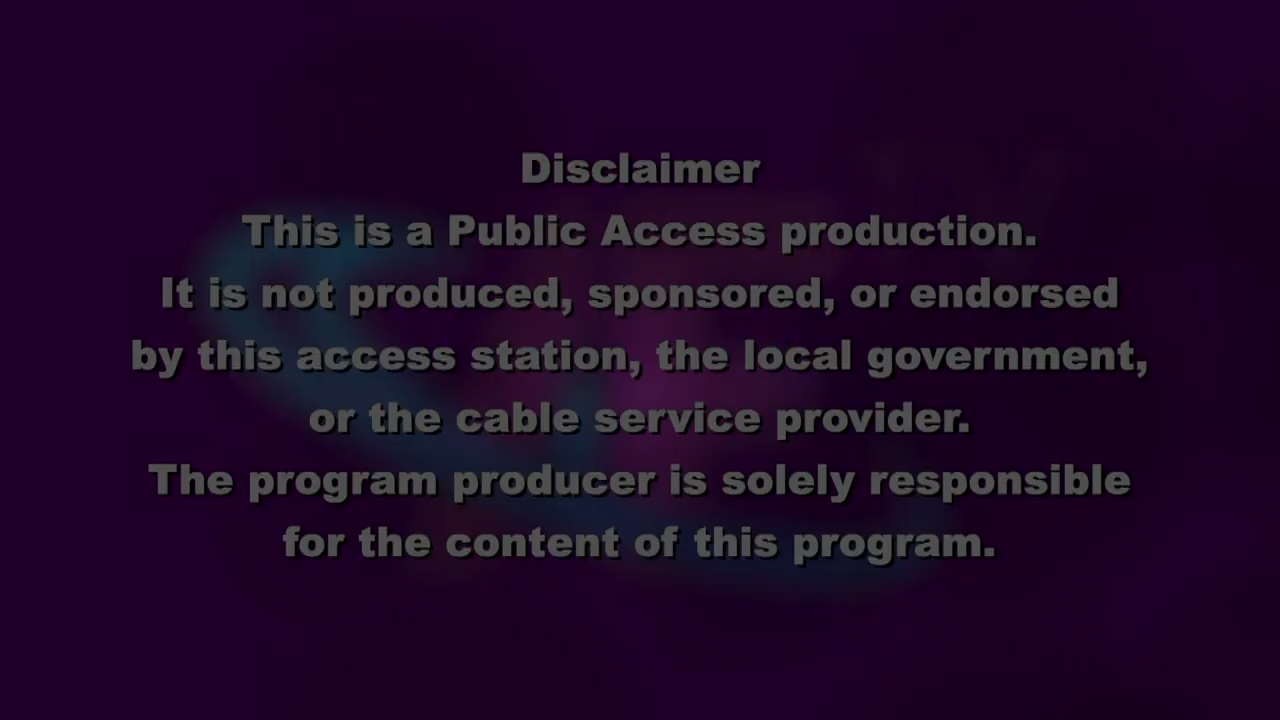 Disclaimer
This is a Public Access production.
It is not produced, sponsored, or endorsed
by this access station, the local government,
or the cable service provider.
The program producer is solely responsible
for the content of this program.